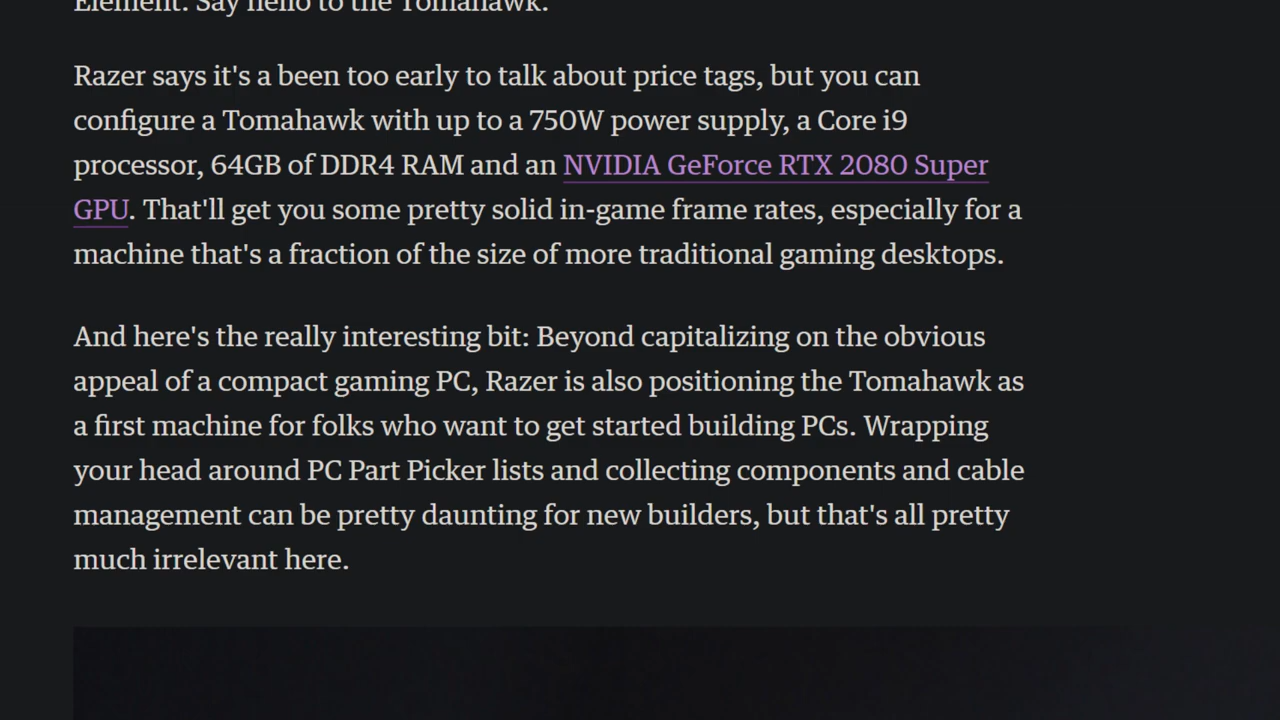 Element. Say hello to the Tomahawk.
Razer says it's a been too early to talk about price tags, but you can
configure a Tomahawk with up to a 750W power supply, a Core i9
processor, 64GB of DDR4 RAM and an NVIDIA GeForce RTX 2080 Super
GPU. That'll get you some pretty solid in-game frame rates, especially for a
machine that's a fraction of the size of more traditional gaming desktops.
And here's the really interesting bit: Beyond capitalizing on the obvious
appeal of a compact gaming PC, Razer is also positioning the Tomahawk as
a first machine for folks who want to get started building PCs. Wrapping
your head around PC Part Picker lists and collecting components and cable
management can be pretty daunting for new builders, but that's all pretty
much irrelevant here.